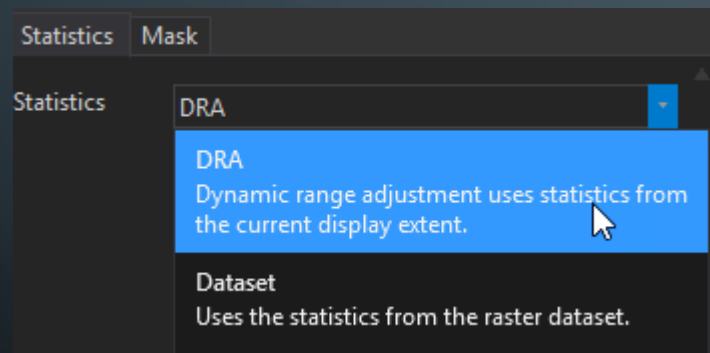 Statistics Mask
Statistics DRA
DRA
Dynamic range adjustment uses statistics from
the current display extent.
Dataset
Uses the statistics from the raster dataset.